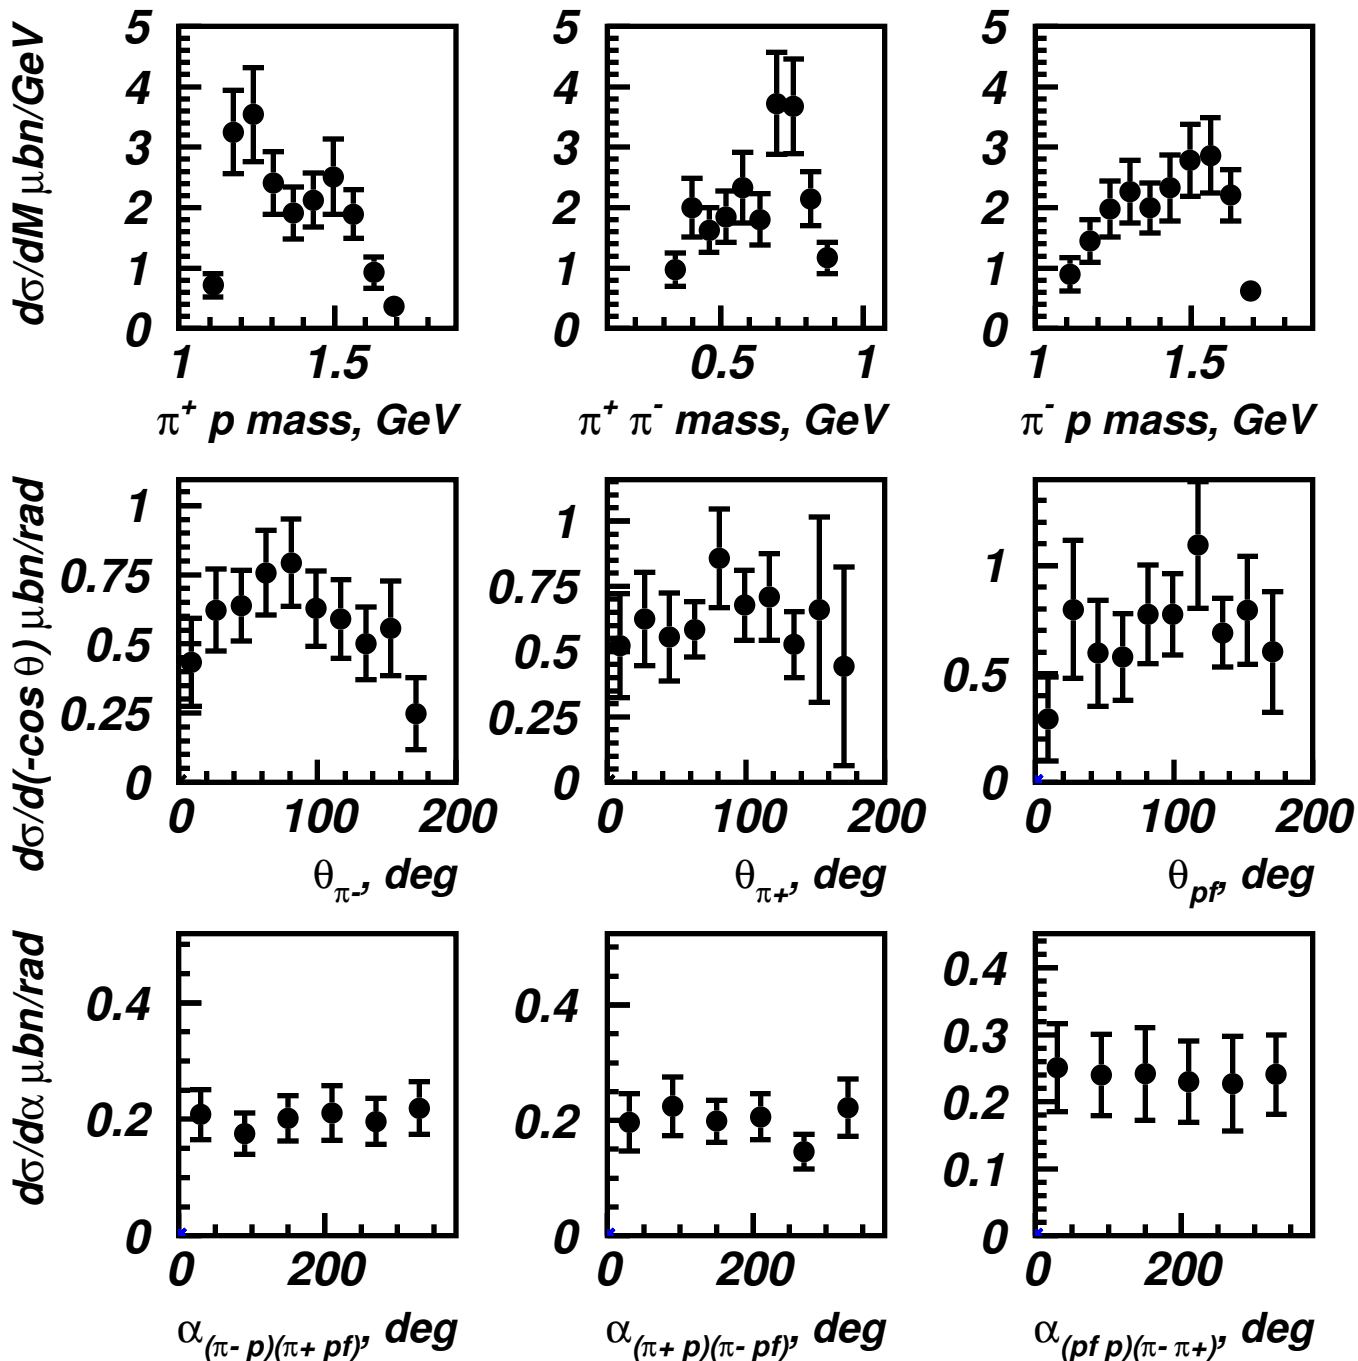 dσ/dM μbn/GeV
5 5 5
4 4 4
3 3 3
2 2 2
1 1 1
0 0 0
1 1.5 0.5 1 1 1.5
π+ p mass, GeV π+ π- mass, GeV π- p mass, GeV
dσ/d(-cos θ) μbn/rad
1 1 1
0.75 0.75
0.5 0.5 0.5
0.25 0.25
0 0 0
0 100 200 0 100 200 0 100 200
θπ-, deg θπ+, deg θpf, deg
dσ/dα μbn/rad
0.4 0.4 0.4
0.3
0.2 0.2 0.2
0.1
0 0 0
0 200 0 200 0 200
α(π- p)(π+ pf), deg α(π+ p)(π- pf), deg α(pf p)(π- π+), deg